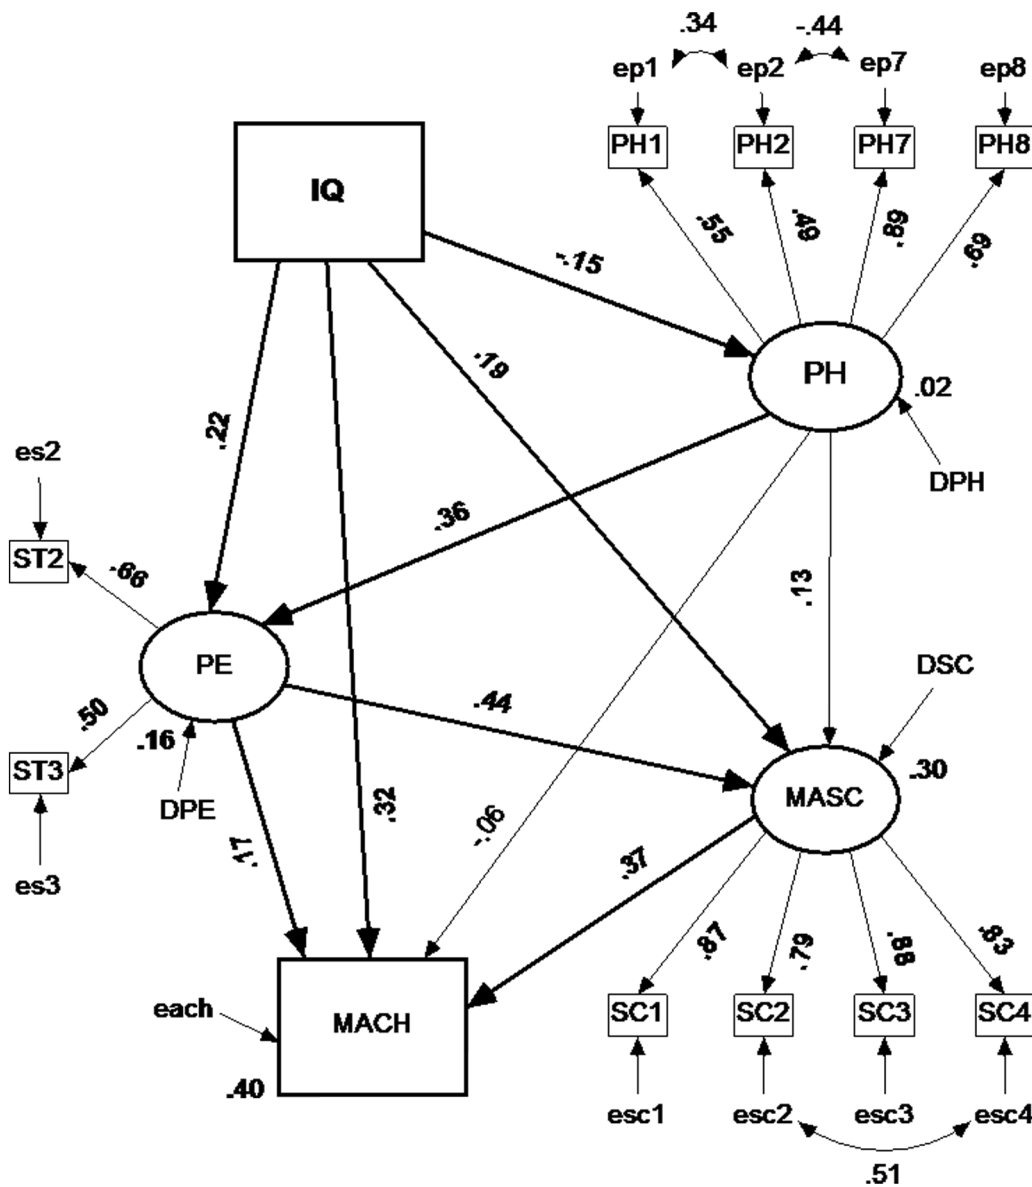 .34 -.44
ep1 ep2 ep7 ep8
PH1 PH2 PH7 PH8
IQ
.55 .49 .89 .69
-.15
.19
PH
.02
.22
DPH
es2
.36
ST2
-.66
.13
PE
DSC
.44
.50
.16
.30
ST3
DPE
MASC
.32
-.06
.17
.37
es3
.87 .79 .88 .83
each
MACH
SC1 SC2 SC3 SC4
.40
esc1 esc2 esc3 esc4
.51